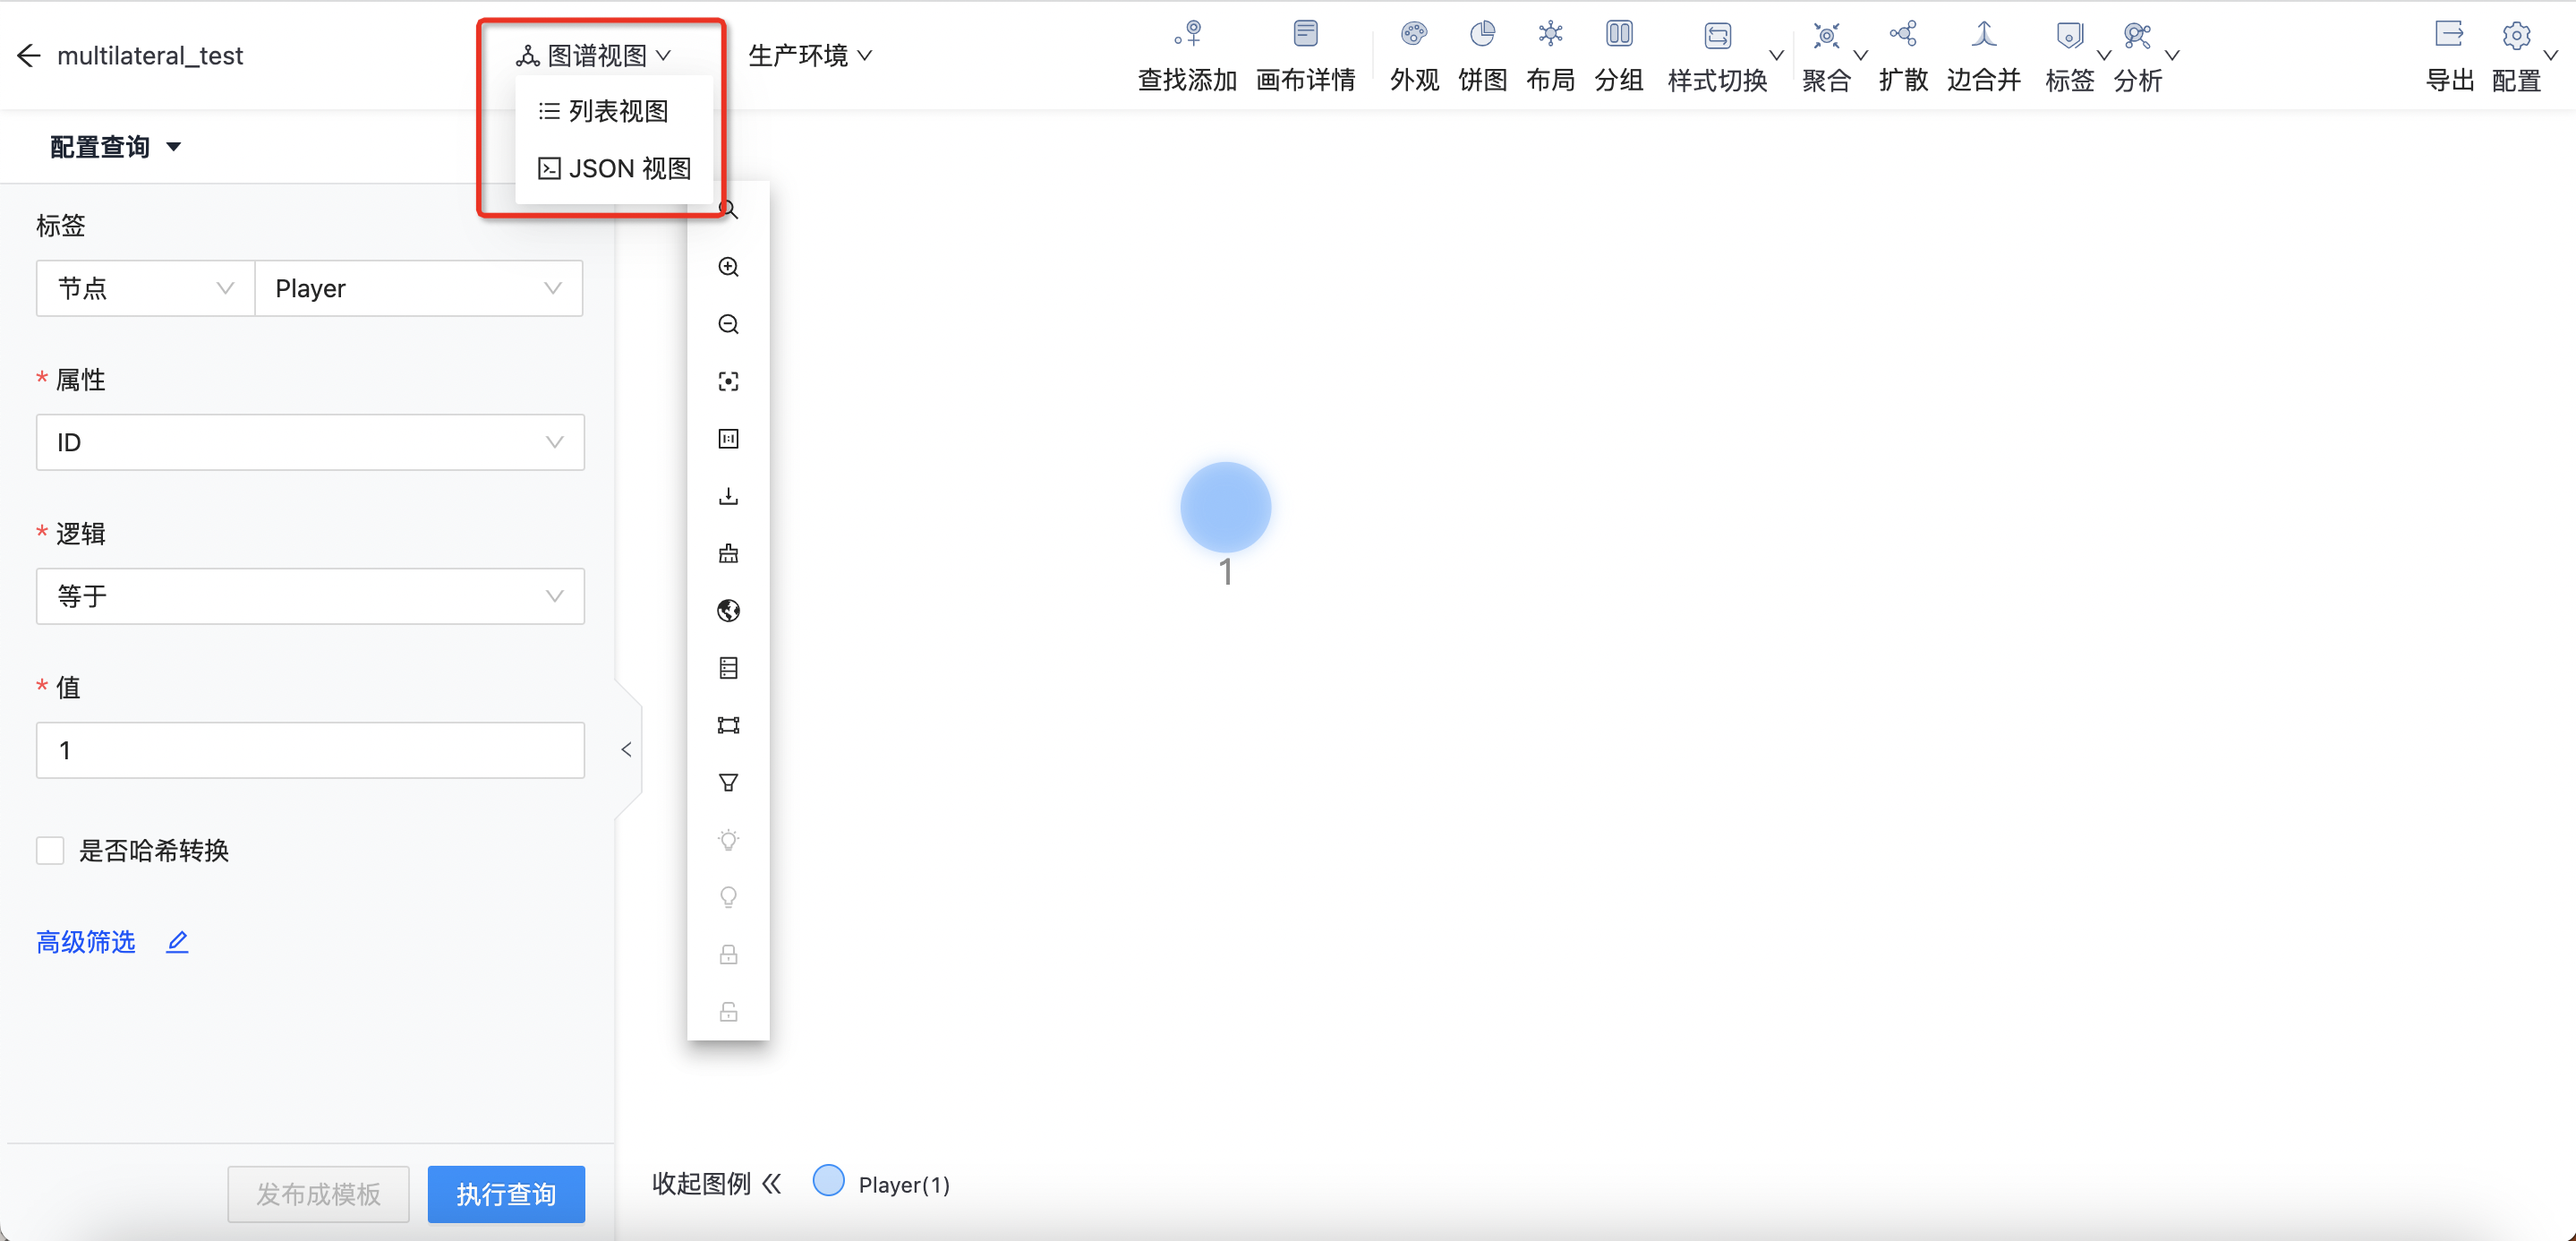 multilateral_test
图谱视图
生产环境
列表视图
JSON 视图
查找添加
画布详情
外观
饼图
布局
分组
样式切换
聚合
扩散
边合并
标签
分析
导出
配置
配置查询
标签
节点
Player
* 属性
ID
* 逻辑
等于
* 值
1
是否哈希转换
高级筛选
发布成模板
执行查询
1
收起图例
Player(1)